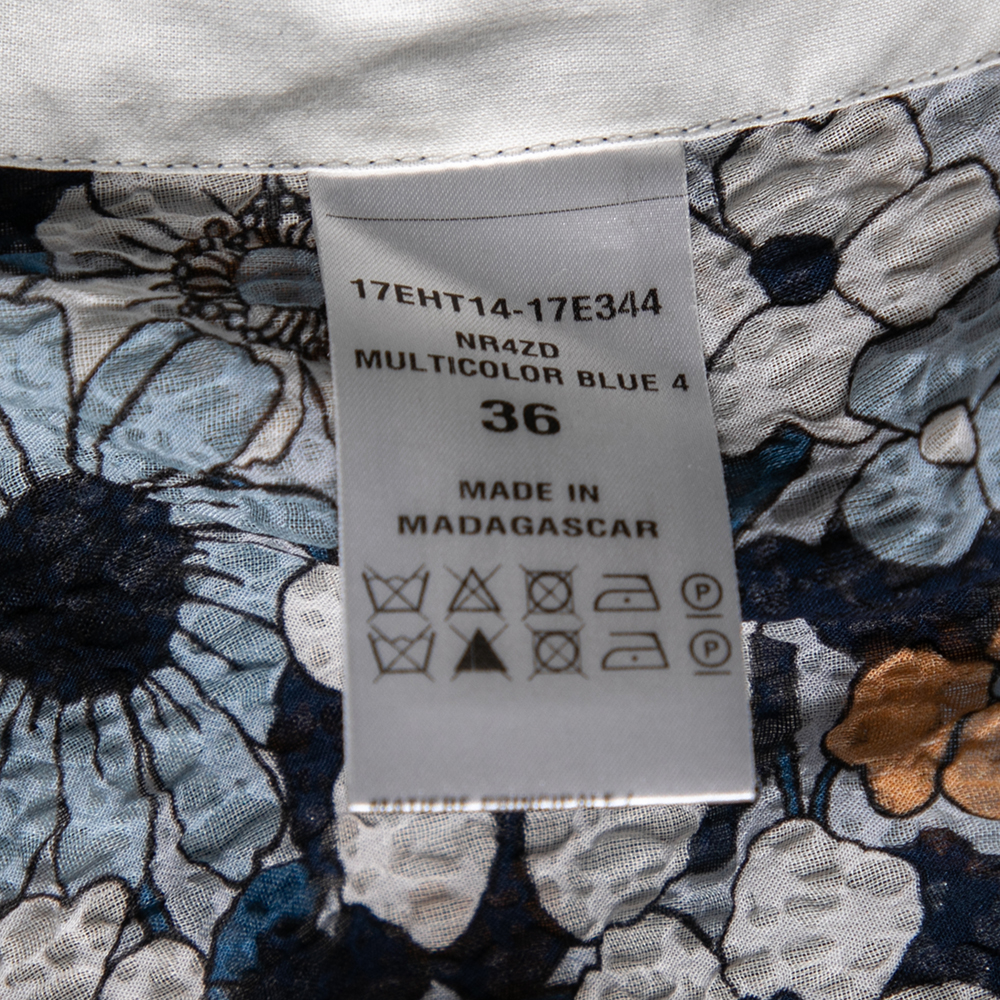 17EHT14-17E344
NR4ZD
MULTICOLOR BLUE 4
36
MADE IN
MADAGASCAR
P
P